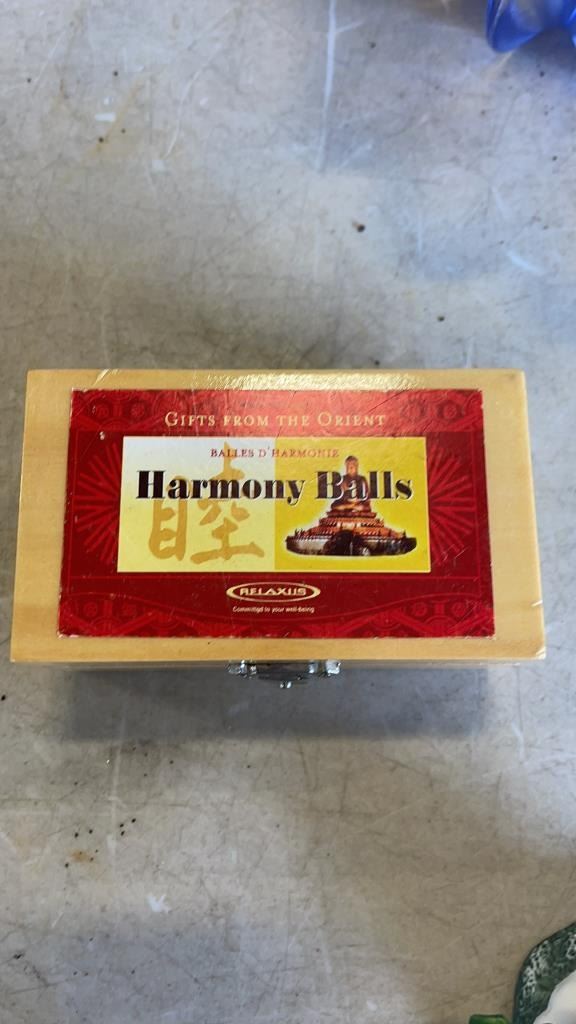 GIFTS FROM THE ORIENT
BALLES D'HARMONIE
Harmony Balls
睦
RELAXUS
Committed to your well-being